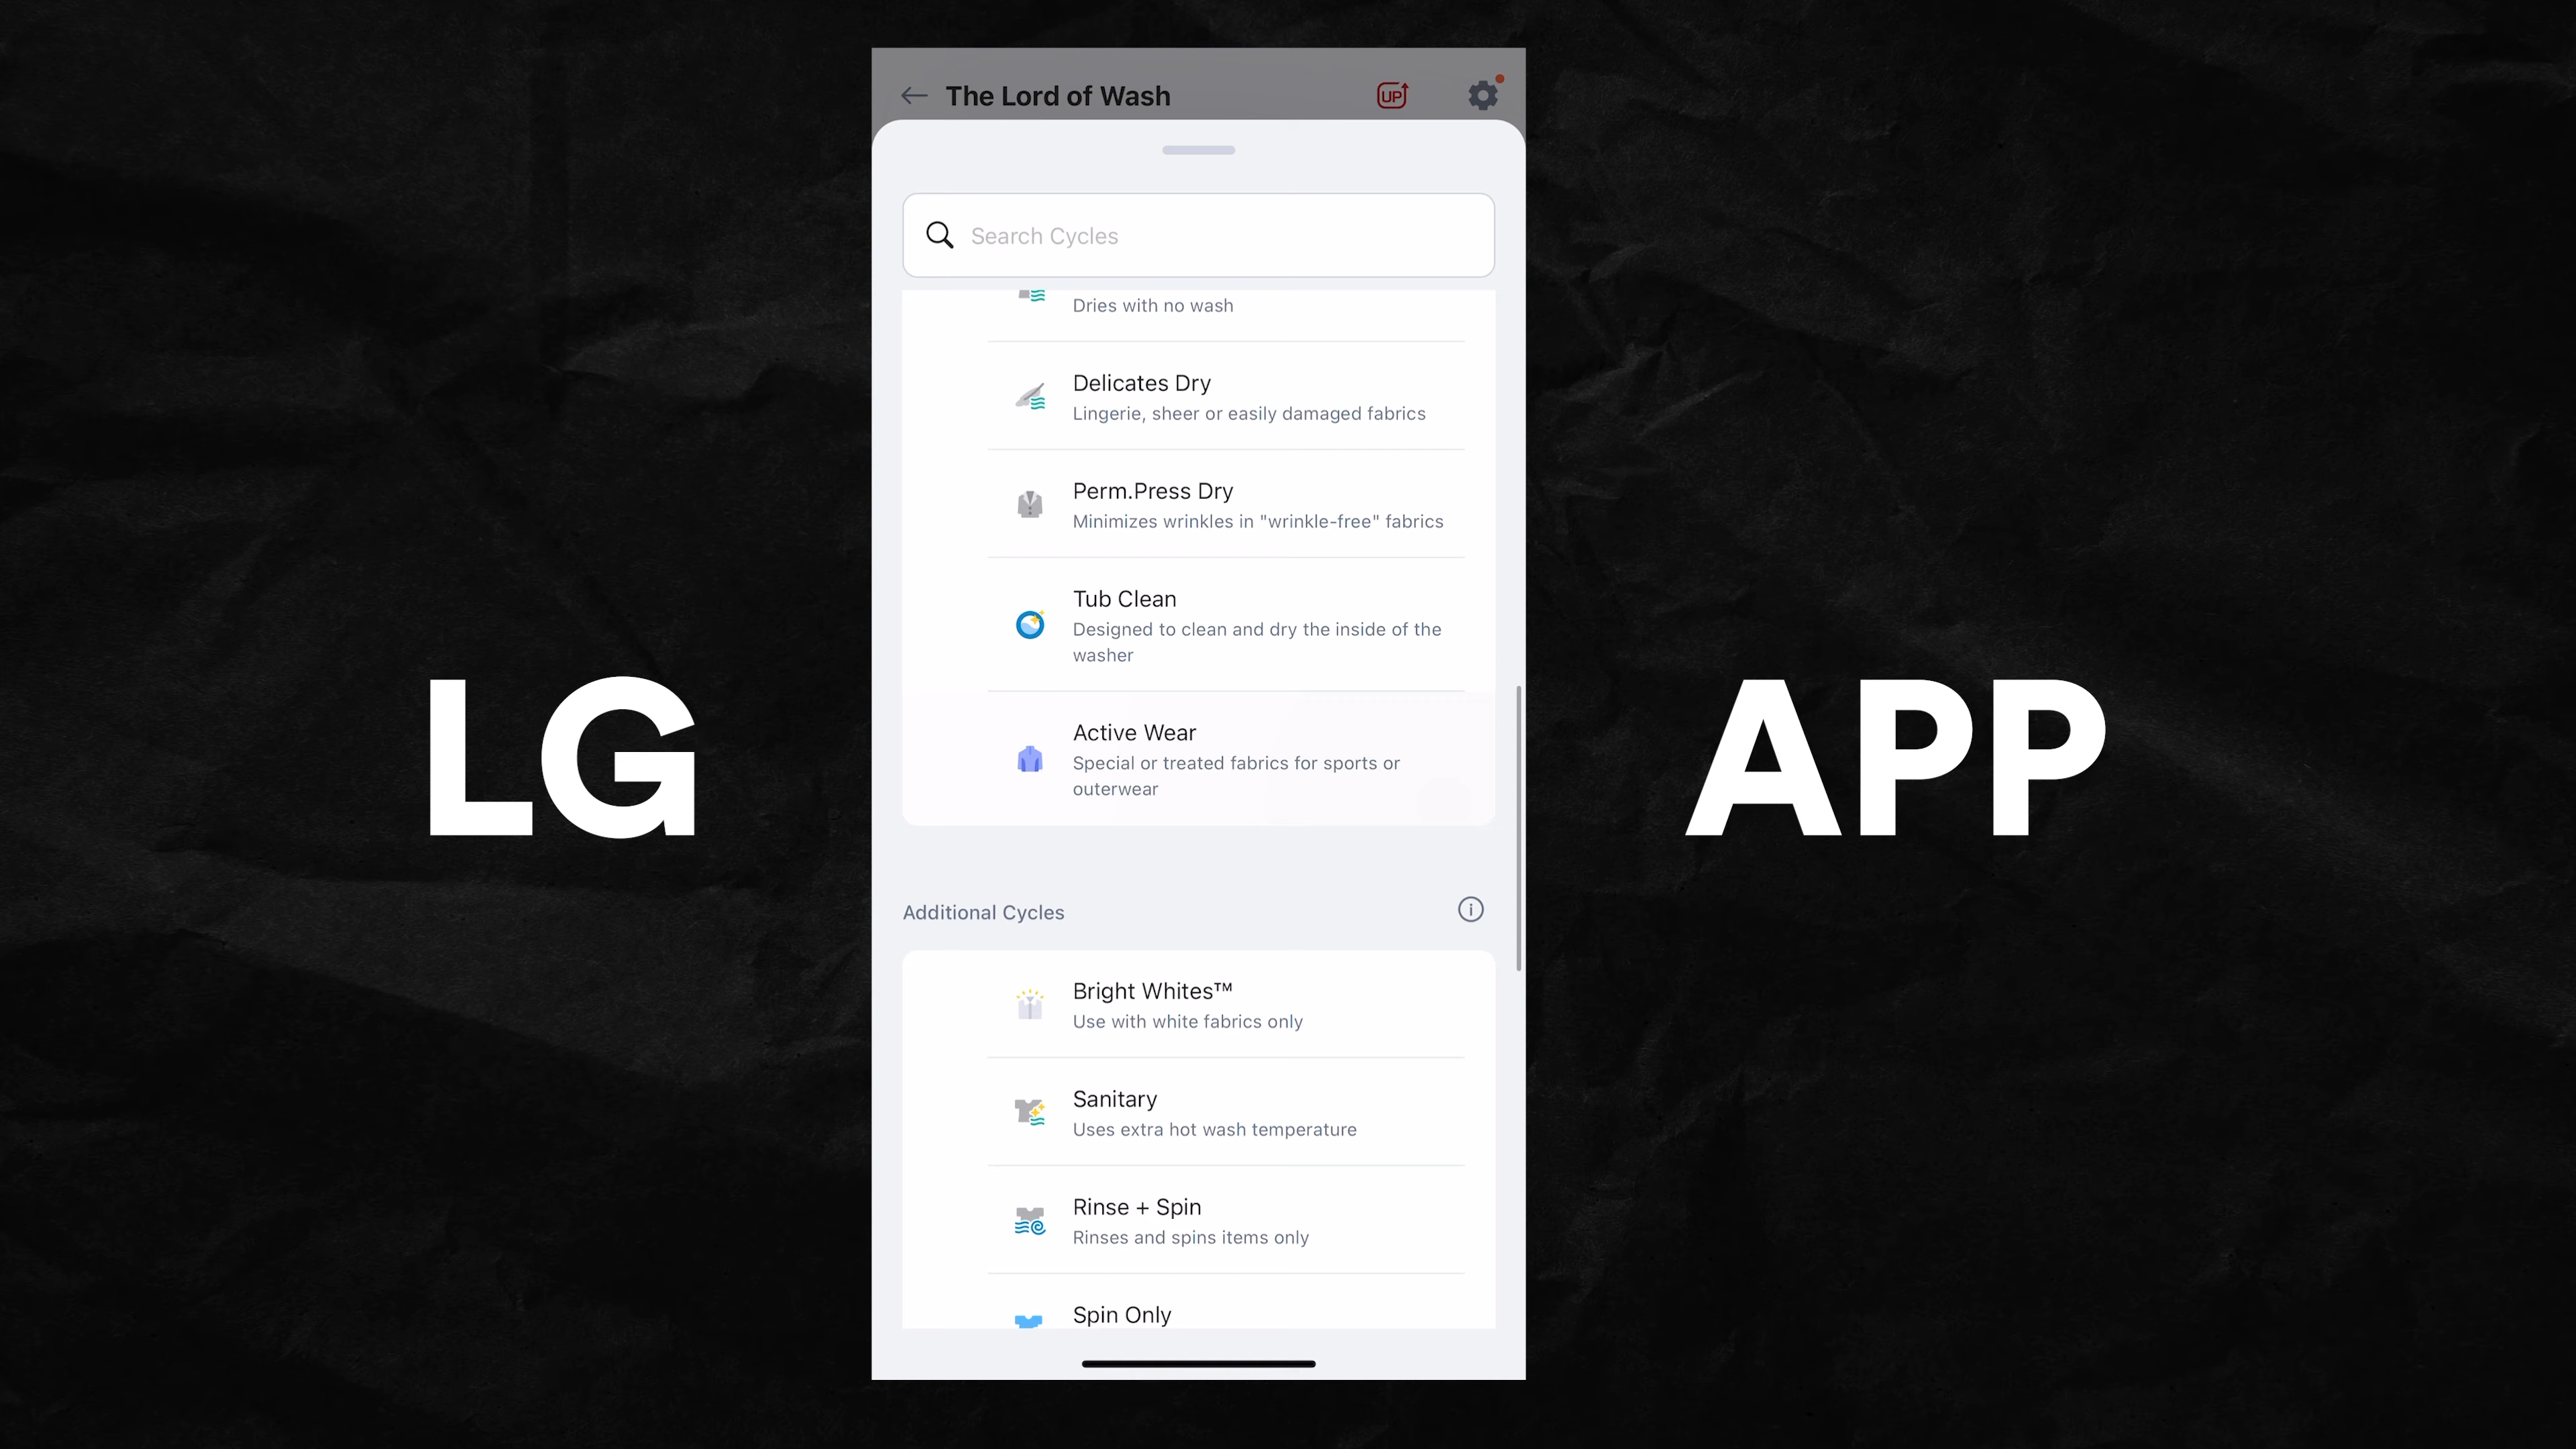 The Lord of Wash
UP
Search Cycles
Dries with no wash
Delicates Dry
Lingerie, sheer or easily damaged fabrics
Perm.Press Dry
Minimizes wrinkles in "wrinkle-free" fabrics
Tub Clean
Designed to clean and dry the inside of the
washer
LG
APP
Active Wear
Special or treated fabrics for sports or
outerwear
Additional Cycles
Bright Whites™
Use with white fabrics only
Sanitary
Uses extra hot wash temperature
Rinse + Spin
Rinses and spins items only
Spin Only